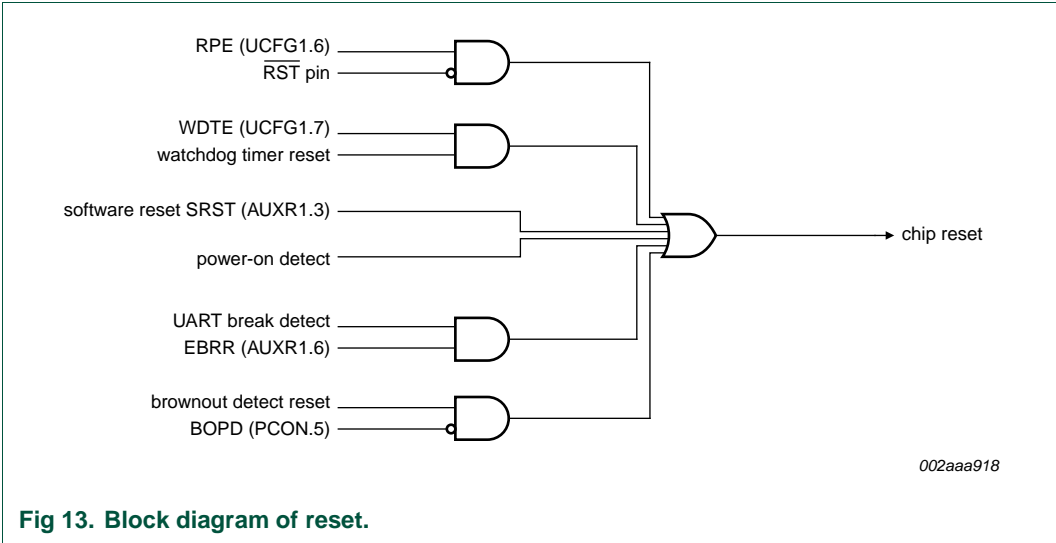 RPE (UCFG1.6)
RST pin
WDTE (UCFG1.7)
watchdog timer reset
software reset SRST (AUXR1.3)
chip reset
power-on detect
UART break detect
EBRR (AUXR1.6)
brownout detect reset
BOPD (PCON.5)
002aaa918
Fig 13. Block diagram of reset.